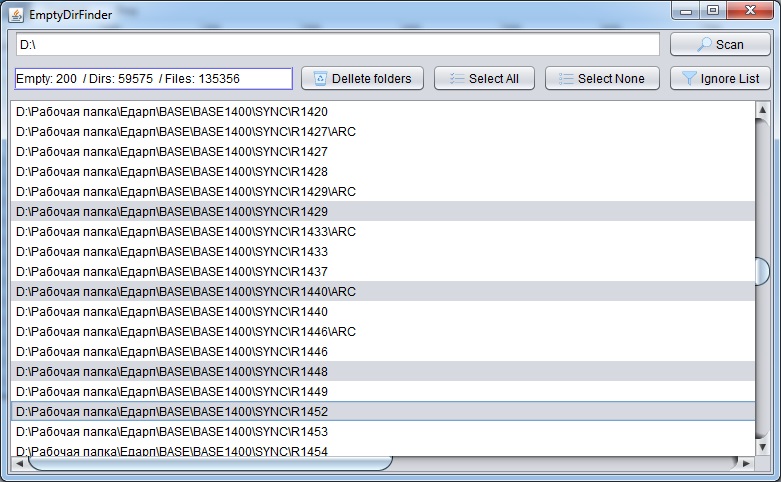 EmptyDirFinder
D:\
Scan
Empty: 200 / Dirs: 59575 / Files: 135356
Dellete folders
Select All
Select None
Ignore List
D:\Рабочая папка\Едарп\BASE\BASE1400\SYNC\R1420
D:\Рабочая папка\Едарп\BASE\BASE1400\SYNC\R1427\ARC
D:\Рабочая папка\Едарп\BASE\BASE1400\SYNC\R1427
D:\Рабочая папка\Едарп\BASE\BASE1400\SYNC\R1428
D:\Рабочая папка\Едарп\BASE\BASE1400\SYNC\R1429\ARC
D:\Рабочая папка\Едарп\BASE\BASE1400\SYNC\R1429
D:\Рабочая папка\Едарп\BASE\BASE1400\SYNC\R1433\ARC
D:\Рабочая папка\Едарп\BASE\BASE1400\SYNC\R1433
D:\Рабочая папка\Едарп\BASE\BASE1400\SYNC\R1437
D:\Рабочая папка\Едарп\BASE\BASE1400\SYNC\R1440\ARC
D:\Рабочая папка\Едарп\BASE\BASE1400\SYNC\R1440
D:\Рабочая папка\Едарп\BASE\BASE1400\SYNC\R1446\ARC
D:\Рабочая папка\Едарп\BASE\BASE1400\SYNC\R1446
D:\Рабочая папка\Едарп\BASE\BASE1400\SYNC\R1448
D:\Рабочая папка\Едарп\BASE\BASE1400\SYNC\R1449
D:\Рабочая папка\Едарп\BASE\BASE1400\SYNC\R1452
D:\Рабочая папка\Едарп\BASE\BASE1400\SYNC\R1453
D:\Рабочая папка\Едарп\BASE\BASE1400\SYNC\R1454